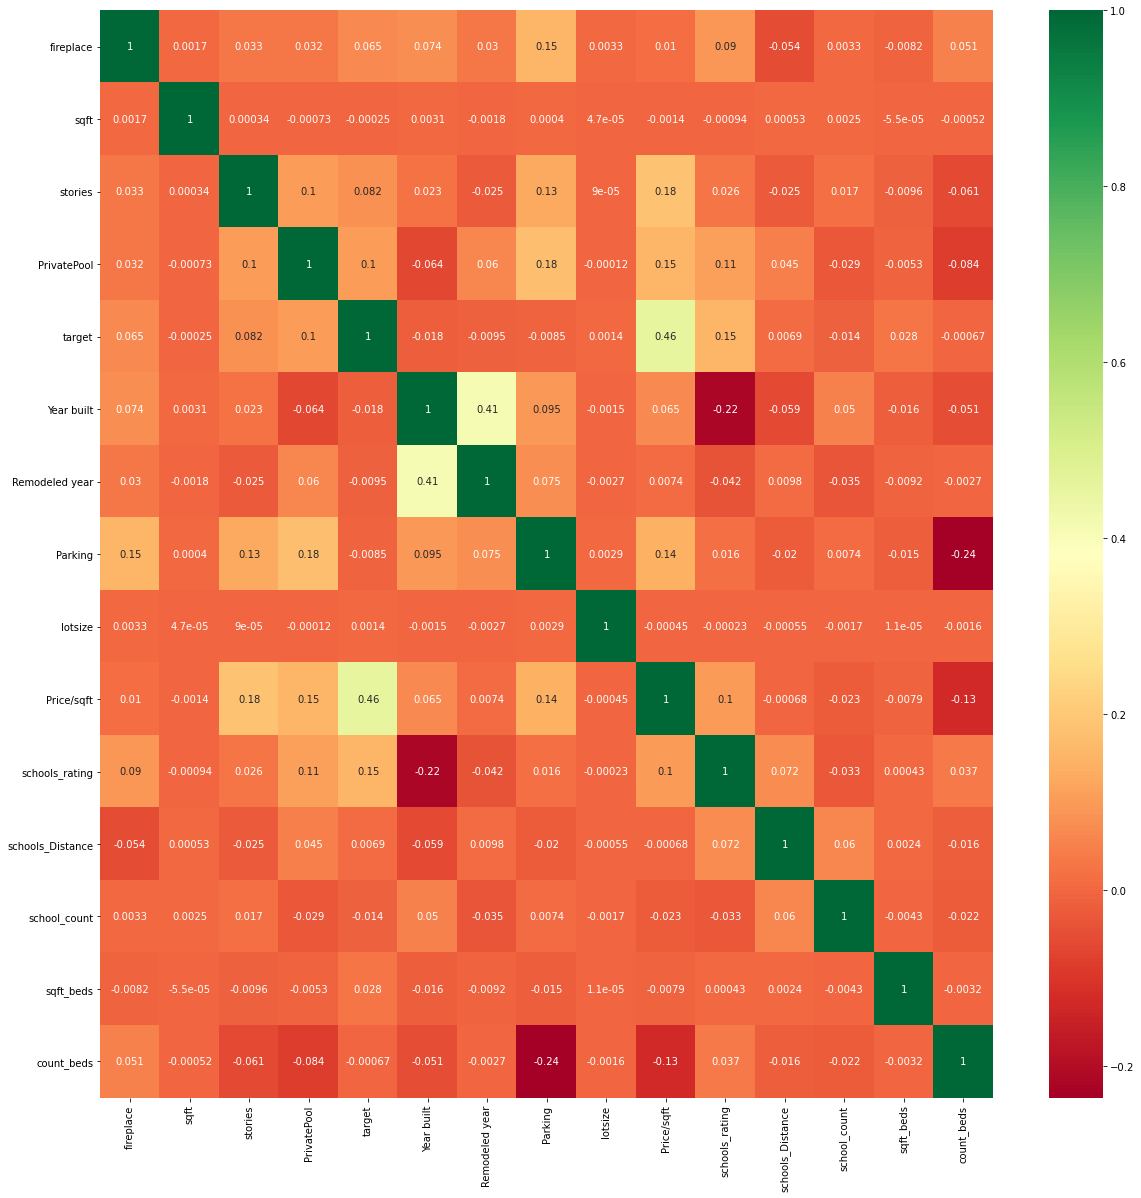 fireplace 1 0.0017 0.033 0.032 0.065 0.074 0.03 0.15 0.0033 0.01 0.09 -0.054 0.0033 -0.0082 0.051
sqft 0.0017 1 0.00034 -0.00073 -0.00025 0.0031 -0.0018 0.0004 4.7e-05 -0.0014 -0.00094 0.00053 0.0025 -5.5e-05 -0.00052
stories 0.033 0.00034 1 0.1 0.082 0.023 -0.025 0.13 9e-05 0.18 0.026 -0.025 0.017 -0.0096 -0.061
PrivatePool 0.032 -0.00073 0.1 1 0.1 -0.064 0.06 0.18 -0.00012 0.15 0.11 0.045 -0.029 -0.0053 -0.084
target 0.065 -0.00025 0.082 0.1 1 -0.018 -0.0095 -0.0085 0.0014 0.46 0.15 0.0069 -0.014 0.028 -0.00067
Year built 0.074 0.0031 0.023 -0.064 -0.018 1 0.41 0.095 -0.0015 0.065 -0.22 -0.059 0.05 -0.016 -0.051
Remodeled year 0.03 -0.0018 -0.025 0.06 -0.0095 0.41 1 0.075 -0.0027 0.0074 -0.042 0.0098 -0.035 -0.0092 -0.0027
Parking 0.15 0.0004 0.13 0.18 -0.0085 0.095 0.075 1 0.0029 0.14 0.016 -0.02 0.0074 -0.015 -0.24
lotsize 0.0033 4.7e-05 9e-05 -0.00012 0.0014 -0.0015 -0.0027 0.0029 1 -0.00045 -0.00023 -0.00055 -0.0017 1.1e-05 -0.0016
Price/sqft 0.01 -0.0014 0.18 0.15 0.46 0.065 0.0074 0.14 -0.00045 1 0.1 -0.00068 -0.023 -0.0079 -0.13
schools_rating 0.09 -0.00094 0.026 0.11 0.15 -0.22 -0.042 0.016 -0.00023 0.1 1 0.072 -0.033 0.00043 0.037
schools_Distance -0.054 0.00053 -0.025 0.045 0.0069 -0.059 0.0098 -0.02 -0.00055 -0.00068 0.072 1 0.06 0.0024 -0.016
school_count 0.0033 0.0025 0.017 -0.029 -0.014 0.05 -0.035 0.0074 -0.0017 -0.023 -0.033 0.06 1 -0.0043 -0.022
sqft_beds -0.0082 -5.5e-05 -0.0096 -0.0053 0.028 -0.016 -0.0092 -0.015 1.1e-05 -0.0079 0.00043 0.0024 -0.0043 1 -0.0032
count_beds 0.051 -0.00052 -0.061 -0.084 -0.00067 -0.051 -0.0027 -0.24 -0.0016 -0.13 0.037 -0.016 -0.022 -0.0032 1
fireplace
sqft
stories
PrivatePool
target
Year built
Remodeled year
Parking
lotsize
Price/sqft
schools_rating
schools_Distance
school_count
sqft_beds
count_beds
1.0
0.8
0.6
0.4
0.2
0.0
−0.2